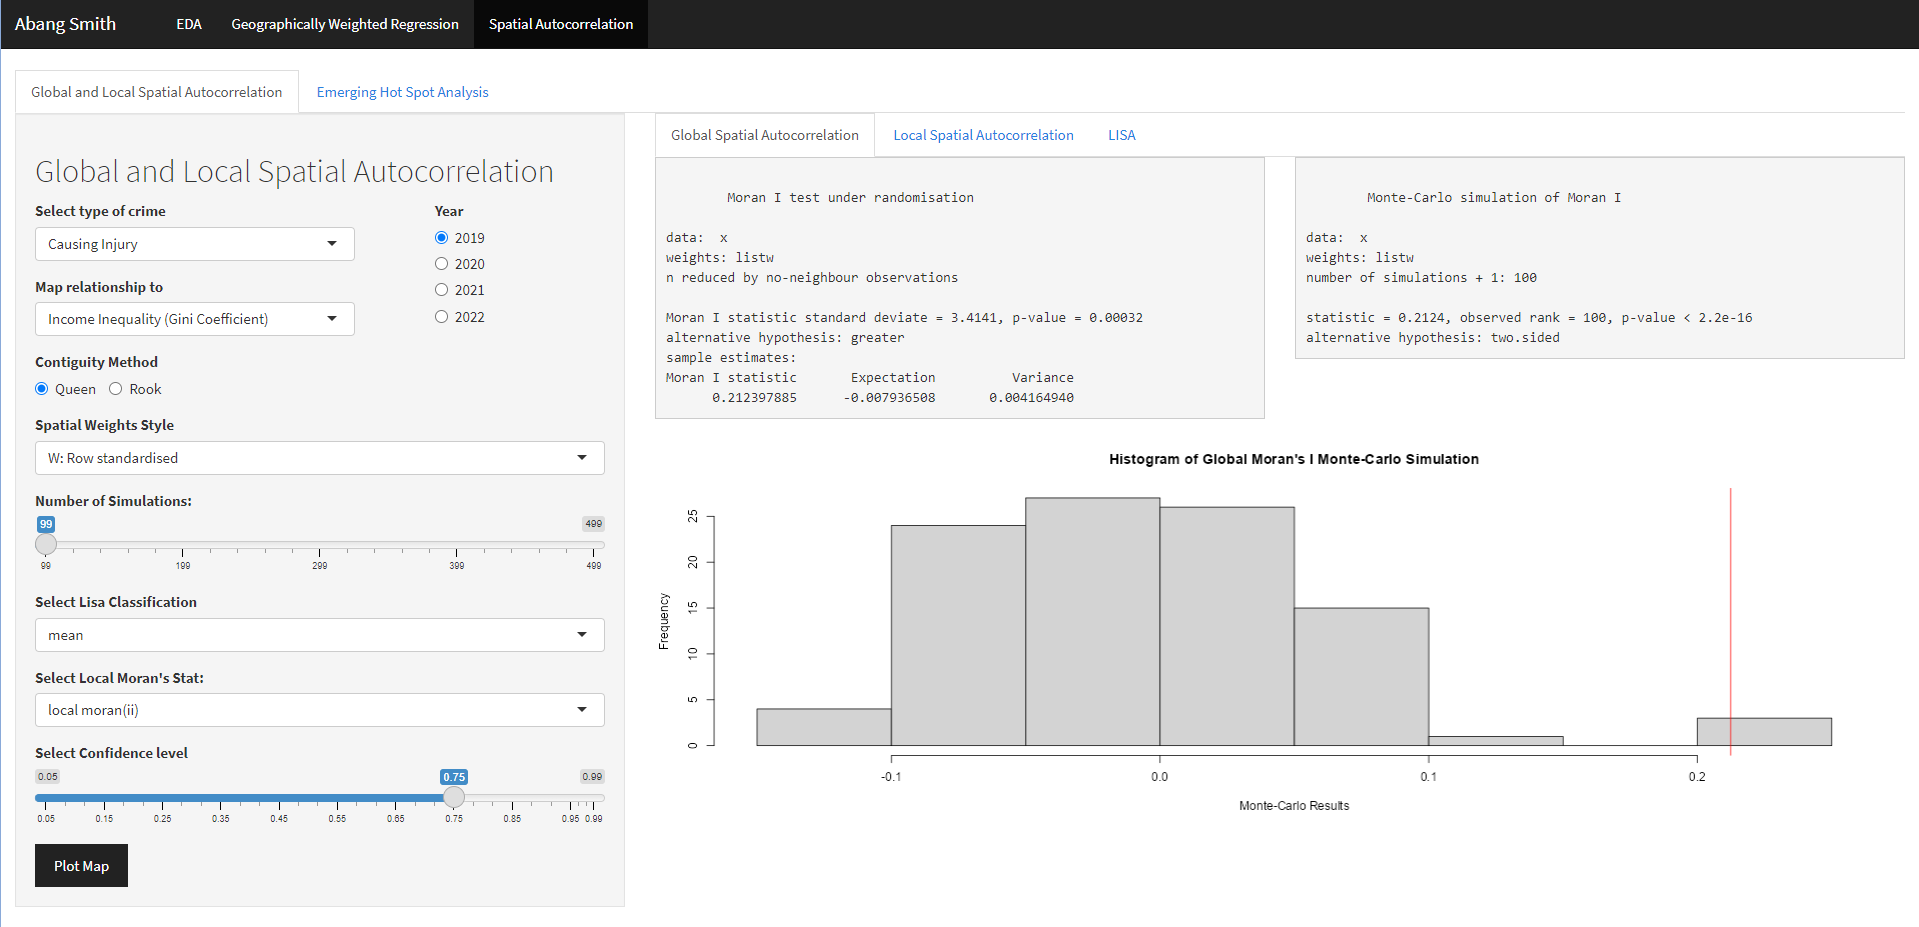 Abang Smith EDA Geographically Weighted Regression Spatial Autocorrelation
Global and Local Spatial Autocorrelation Emerging Hot Spot Analysis
Global and Local Spatial Autocorrelation
Select type of crime
Causing Injury
Map relationship to
Income Inequality (Gini Coefficient)
Year
2019
2020
2021
2022
Contiguity Method
Queen Rook
Spatial Weights Style
W: Row standardised
Number of Simulations:
99 499
99 199 299 399 499
Select Lisa Classification
mean
Select Local Moran's Stat:
local moran(ii)
Select Confidence level
0.05 0.75 0.99
0.05 0.15 0.25 0.35 0.45 0.55 0.65 0.75 0.85 0.95 0.99
Plot Map
Global Spatial Autocorrelation Local Spatial Autocorrelation LISA
Moran I test under randomisation
data: x
weights: listw
n reduced by no-neighbour observations
Moran I statistic standard deviate = 3.4141, p-value = 0.00032
alternative hypothesis: greater
sample estimates:
Moran I statistic Expectation Variance
0.212397885 -0.007936508 0.004164940
Monte-Carlo simulation of Moran I
data: x
weights: listw
number of simulations + 1: 100
statistic = 0.2124, observed rank = 100, p-value < 2.2e-16
alternative hypothesis: two.sided
Histogram of Global Moran's I Monte-Carlo Simulation
Frequency
25
20
15
10
5
0
-0.1 0.0 0.1 0.2
Monte-Carlo Results